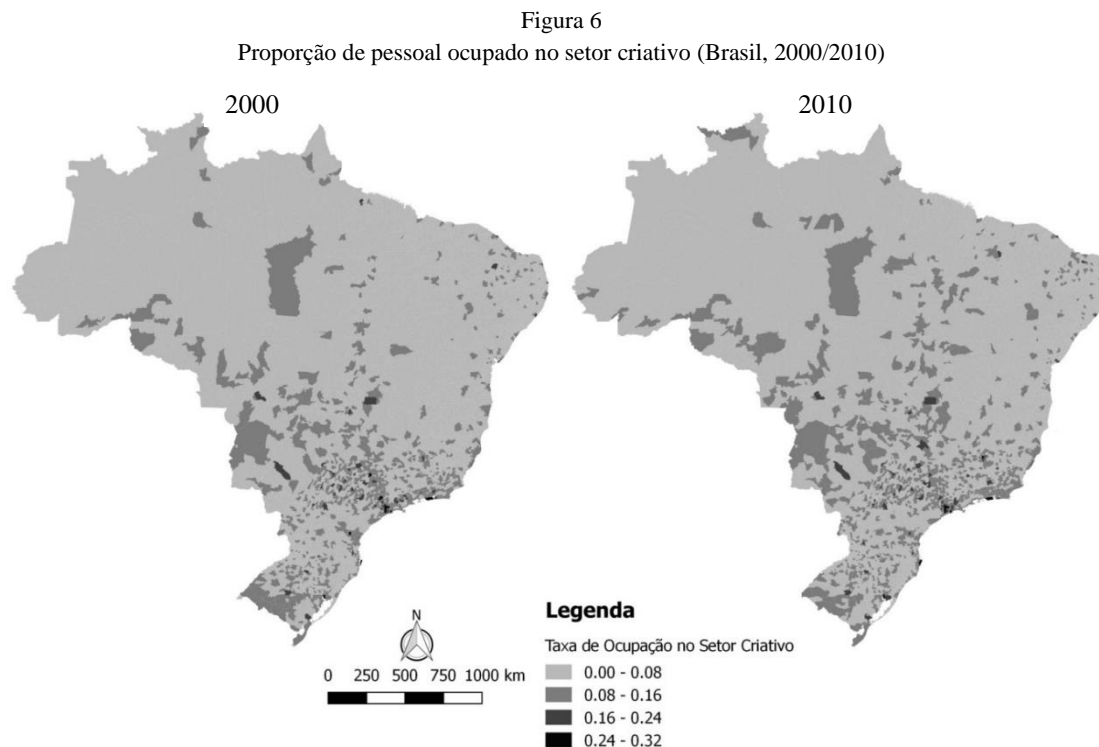 Figura 6
Proporção de pessoal ocupado no setor criativo (Brasil, 2000/2010)
2000
2010
N
0 250 500 750 1000 km
Legenda
Taxa de Ocupação no Setor Criativo
0.00 - 0.08
0.08 - 0.16
0.16 - 0.24
0.24 - 0.32